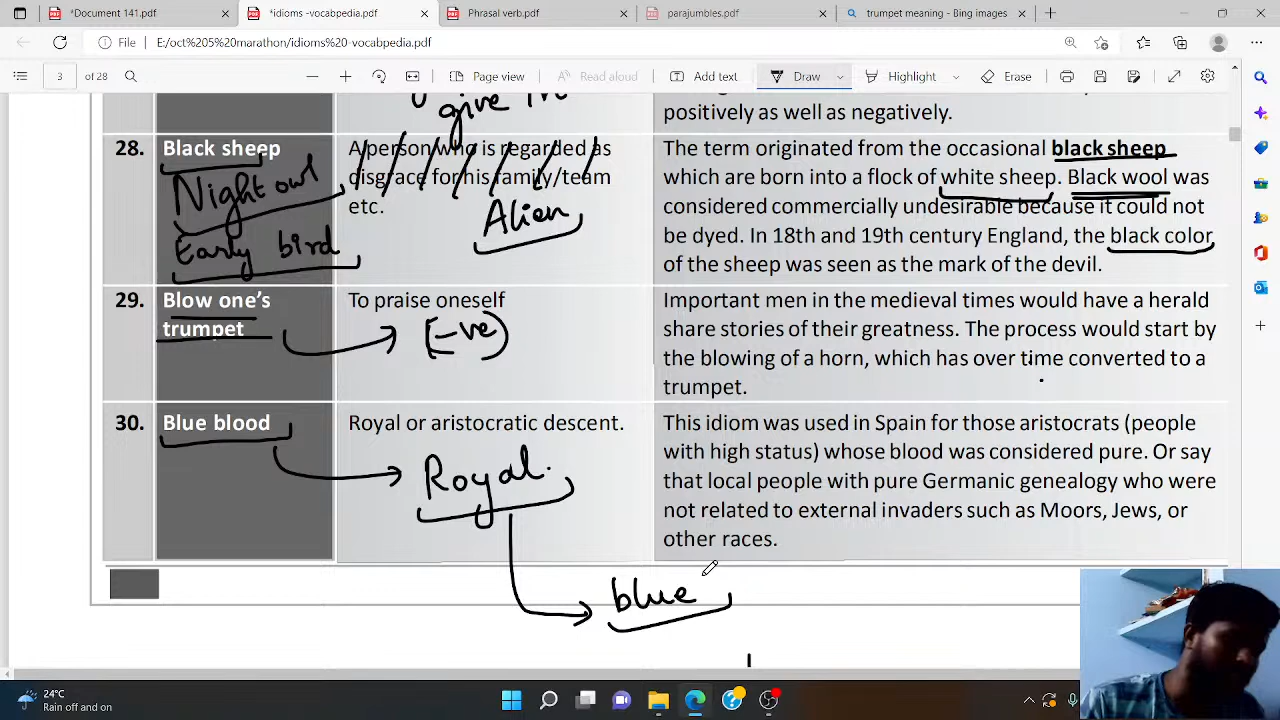 *Document 141.pdf
*idioms -vocabpedia.pdf
Phrasal verb.pdf
parajumbles.pdf
trumpet meaning - Bing images
File
E:/oct%205%20marathon/idioms%20-vocabpedia.pdf
3
of 28
Page view
Read aloud
Add text
Draw
Highlight
Erase
give
positively as well as negatively.
28.
Black sheep
Night owl
Early bird
A person who is regarded as
disgrace for his family/team
etc.
Alien
The term originated from the occasional black sheep
which are born into a flock of white sheep. Black wool was
considered commercially undesirable because it could not
be dyed. In 18th and 19th century England, the black color
of the sheep was seen as the mark of the devil.
29.
Blow one's
trumpet
To praise oneself
(-ve)
Important men in the medieval times would have a herald
share stories of their greatness. The process would start by
the blowing of a horn, which has over time converted to a
trumpet.
30.
Blue blood
Royal or aristocratic descent.
Royal.
blue
This idiom was used in Spain for those aristocrats (people
with high status) whose blood was considered pure. Or say
that local people with pure Germanic genealogy who were
not related to external invaders such as Moors, Jews, or
other races.
24°C
Rain off and on